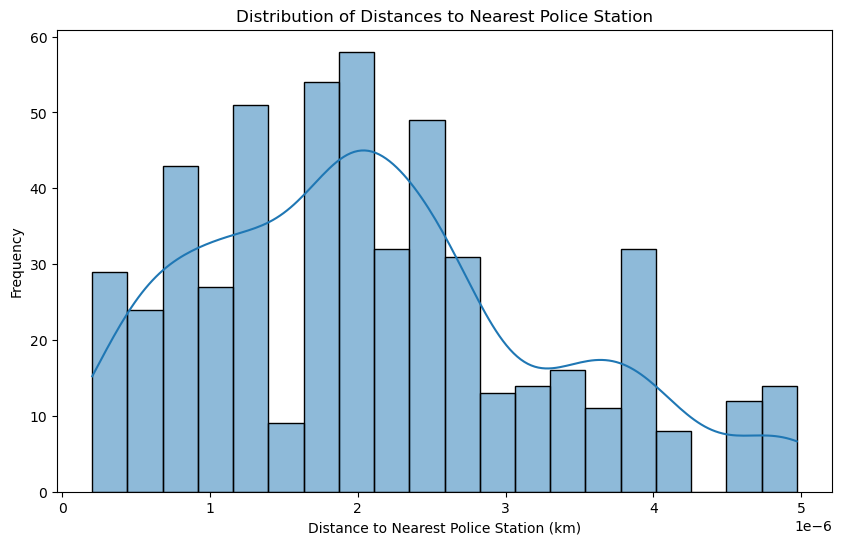 Distribution of Distances to Nearest Police Station
60
50
40
30
20
10
0
Frequency
0 1 2 3 4 5
1e−6
Distance to Nearest Police Station (km)